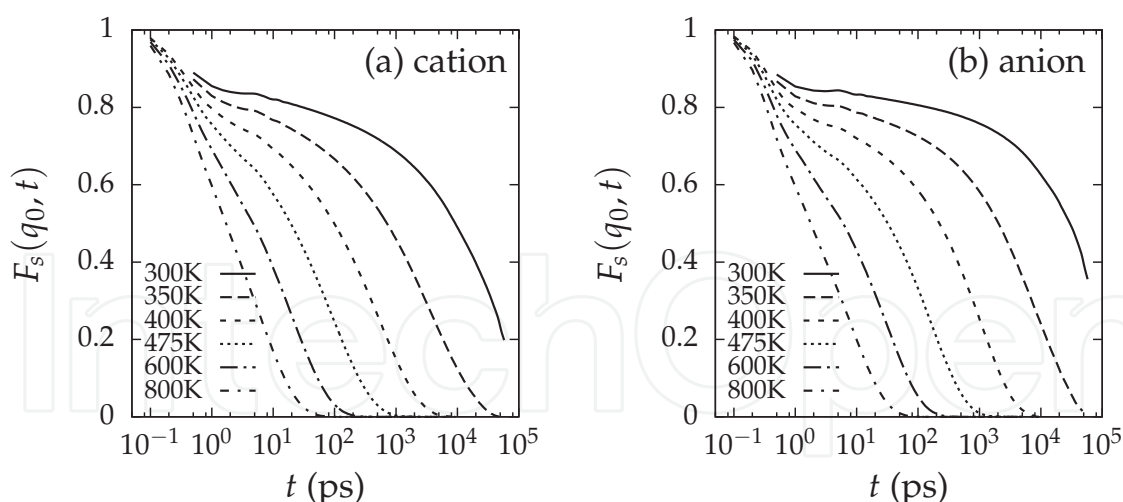 (a) cation
F_s(q_0, t)
1
0.8
0.6
0.4
0.2
0
300K
350K
400K
475K
600K
800K
10^{-1} 10^0 10^1 10^2 10^3 10^4 10^5
t (ps)
(b) anion
F_s(q_0, t)
1
0.8
0.6
0.4
0.2
0
300K
350K
400K
475K
600K
800K
10^{-1} 10^0 10^1 10^2 10^3 10^4 10^5
t (ps)
IntechOpen